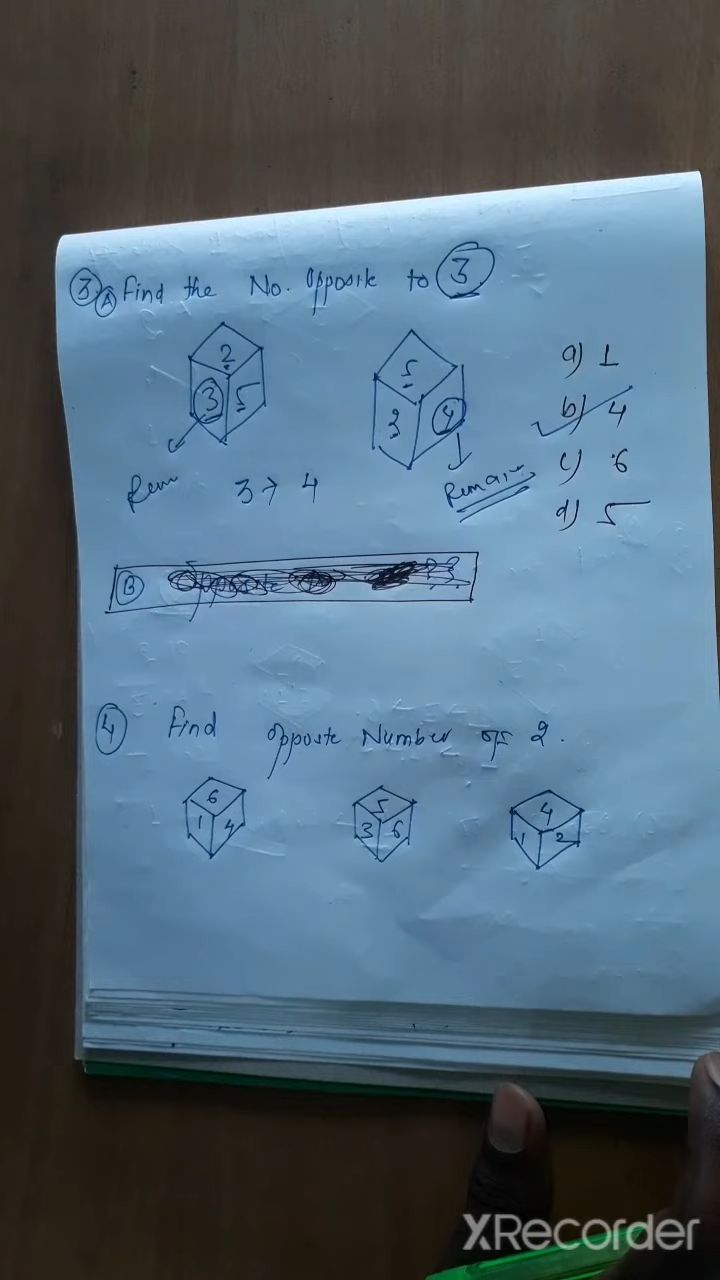 3 A Find the No. Opposite to 3
2
3 5
5
3 4
a) 1
b) 4
c) 6
d) 5
Rem 3 → 4 Remain
B
4 Find opposite Number of 2.
6
1 4
5
3 6
4
1 2
XRecorder